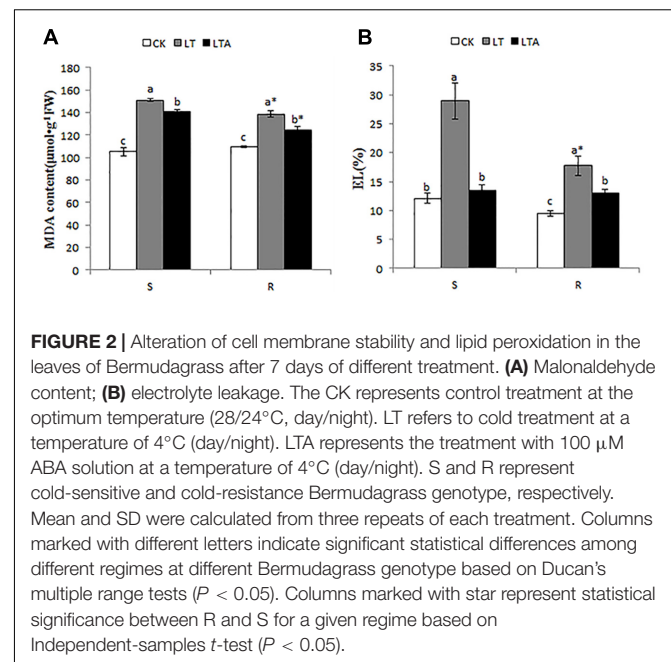 A
B
CK LT LTA
CK LT LTA
MDA content(μmol•g¹FW)
180
160
140
120
100
80
60
40
20
0
c
a
b
c
a*
b*
S
R
EL(%)
35
30
25
20
15
10
5
0
b
a
b
c
a*
b
S
R
FIGURE 2 | Alteration of cell membrane stability and lipid peroxidation in the
leaves of Bermudagrass after 7 days of different treatment. (A) Malonaldehyde
content; (B) electrolyte leakage. The CK represents control treatment at the
optimum temperature (28/24°C, day/night). LT refers to cold treatment at a
temperature of 4°C (day/night). LTA represents the treatment with 100 μM
ABA solution at a temperature of 4°C (day/night). S and R represent
cold-sensitive and cold-resistance Bermudagrass genotype, respectively.
Mean and SD were calculated from three repeats of each treatment. Columns
marked with different letters indicate significant statistical differences among
different regimes at different Bermudagrass genotype based on Ducan's
multiple range tests (P < 0.05). Columns marked with star represent statistical
significance between R and S for a given regime based on
Independent-samples t-test (P < 0.05).